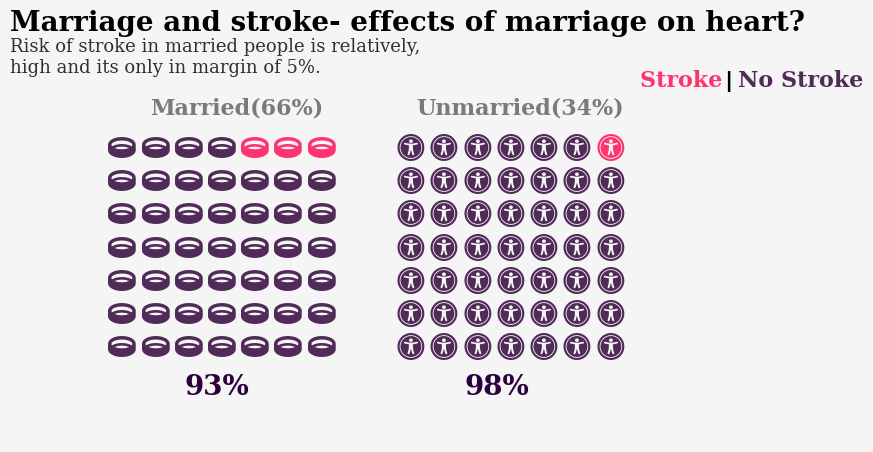 Marriage and stroke- effects of marriage on heart?
Risk of stroke in married people is relatively,
high and its only in margin of 5%.
Stroke | No Stroke
Married(66%)
Unmarried(34%)
93%
98%